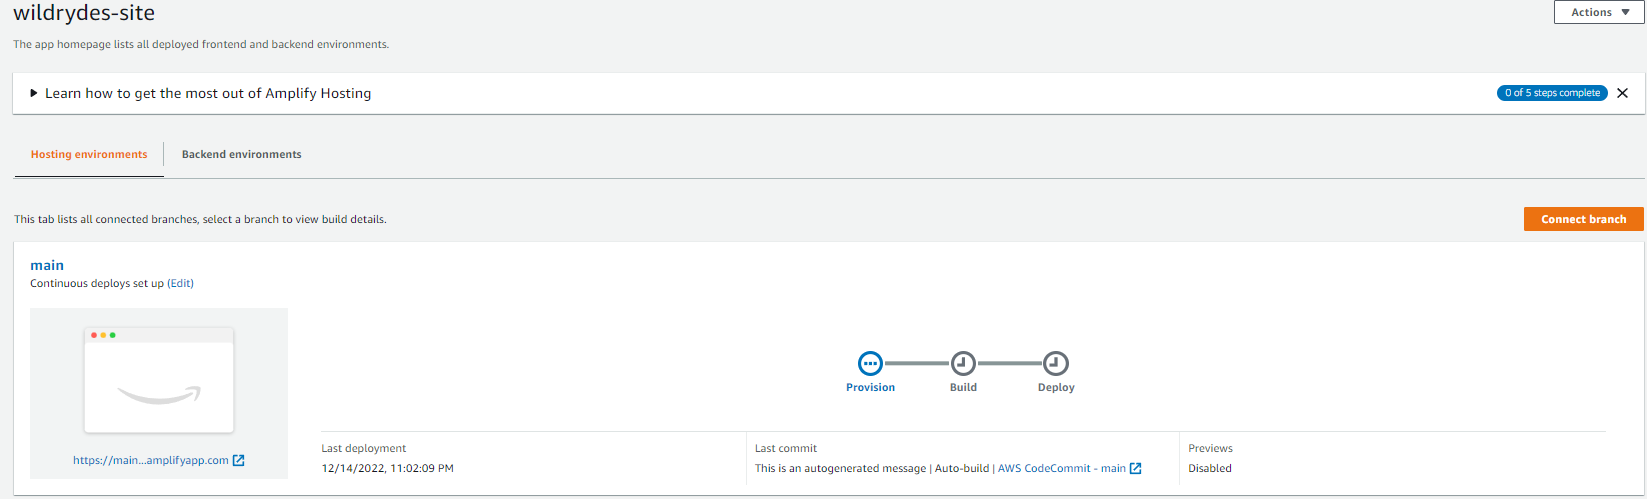 wildrydes-site
Actions
The app homepage lists all deployed frontend and backend environments.
Learn how to get the most out of Amplify Hosting
0 of 5 steps complete
Hosting environments
Backend environments
This tab lists all connected branches, select a branch to view build details.
Connect branch
main
Continuous deploys set up (Edit)
Provision
Build
Deploy
https://main...amplifyapp.com
Last deployment
12/14/2022, 11:02:09 PM
Last commit
This is an autogenerated message | Auto-build | AWS CodeCommit - main
Previews
Disabled